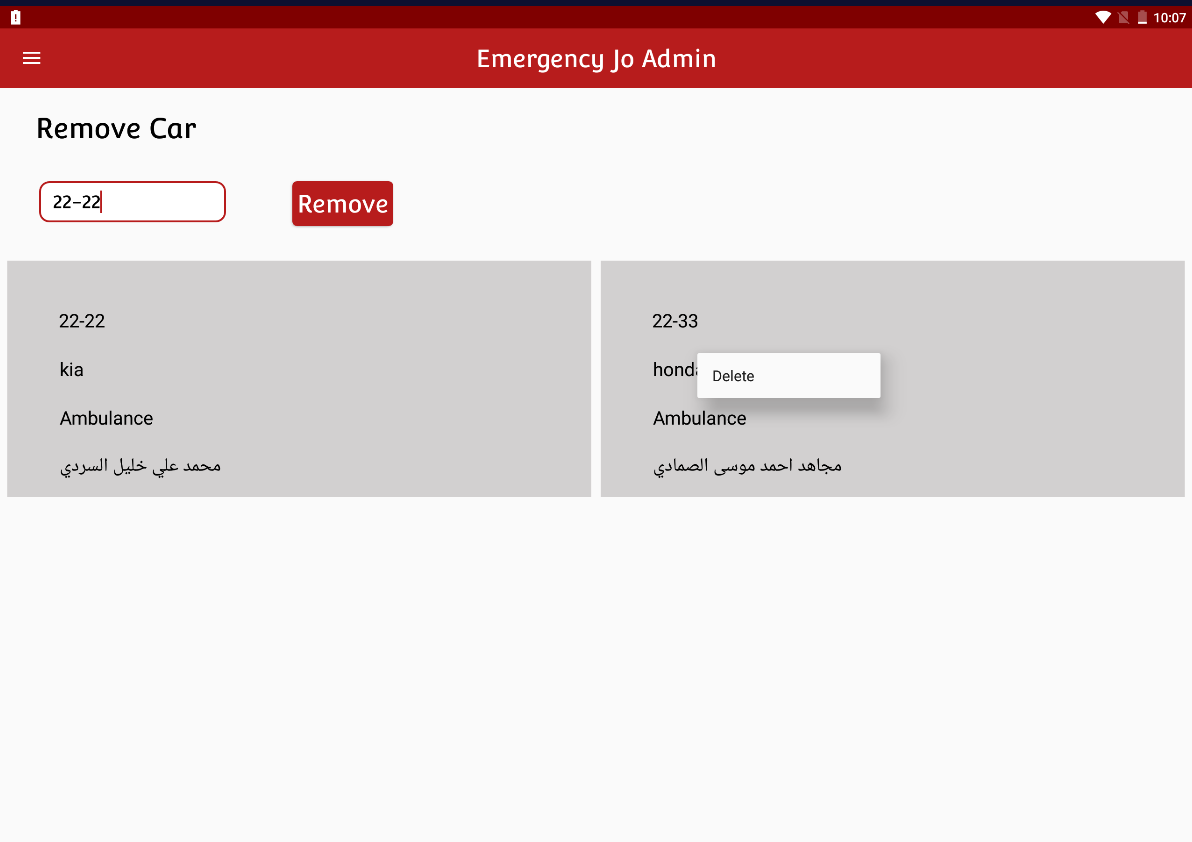 10:07
Emergency Jo Admin
Remove Car
22-22
Remove
22-22
kia
Ambulance
محمد علي خليل السردي
22-33
Delete
Ambulance
مجاهد احمد موسى الصمادي